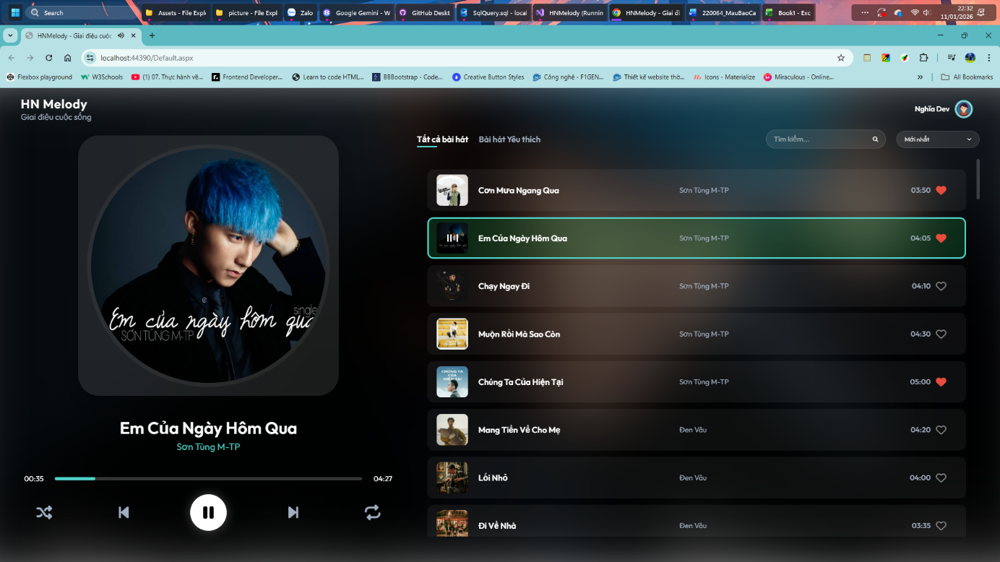 Search
Assets - File Expl
picture - File Expl
Zalo
Google Gemini - W
GitHub Deskt
SqlQuery.sql - local
HNMelody (Runnin
HNMelody - Giai đi
220064_MauBaoCa
Book1 - Exc
22:32
11/01/2026
HNMelody - Giai điệu cuộc
localhost:44390/Default.aspx
Flexbox playground
W3Schools
(1) 07. Thực hành về...
Frontend Developer...
Learn to code HTML...
BBBootstrap - Code...
Creative Button Styles
Công nghệ - F1GEN...
Thiết kế website thờ...
Icons - Materialize
Miraculous - Online...
All Bookmarks
HN Melody
Giai điệu cuộc sống
Nghĩa Dev
Tất cả bài hát
Bài hát Yêu thích
Tìm kiếm...
Mới nhất
Em của ngày hôm qua
single
SƠN TÙNG M-TP
Em Của Ngày Hôm Qua
Sơn Tùng M-TP
00:35
04:27
Cơn Mưa Ngang Qua
Sơn Tùng M-TP
03:50
Em Của Ngày Hôm Qua
Sơn Tùng M-TP
04:05
Chạy Ngay Đi
Sơn Tùng M-TP
04:10
Muộn Rồi Mà Sao Còn
Sơn Tùng M-TP
04:30
CHÚNG TA
CỦA
HIỆN TẠI
Chúng Ta Của Hiện Tại
Sơn Tùng M-TP
05:00
Mang Tiền Về Cho Mẹ
Đen Vâu
04:20
Lối Nhỏ
Đen Vâu
04:00
Đi Về Nhà
Đen Vâu
03:35